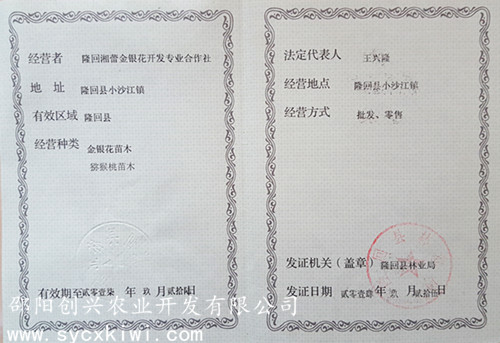 经营者 隆回湘蕾金银花开发专业合作社
地址 隆回县小沙江镇
有效区域 隆回县
经营种类
金银花苗木
猕猴桃苗木
有效期至贰零壹柒 年 玖 月 贰拾 日
法定代表人 王兴隆
经营地点 隆回县小沙江镇
经营方式 批发、零售
发证机关（盖章）隆回县林业局
发证日期 贰零壹肆 年 玖 月 贰拾 日
邵阳创兴农业开发有限公司
www.sycxkiwi.com